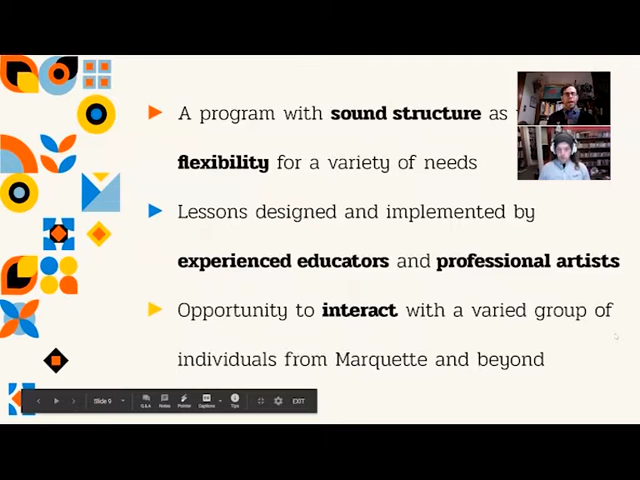 A program with sound structure as
flexibility for a variety of needs
Lessons designed and implemented by
experienced educators and professional artists
Opportunity to interact with a varied group of
individuals from Marquette and beyond
Slide 9
Q&A
Notes
Pointer
Captions
Tips
EXIT